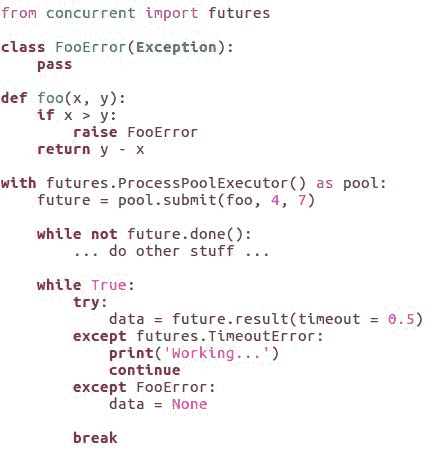 from concurrent import futures
class FooError(Exception):
    pass
def foo(x, y):
    if x > y:
        raise FooError
    return y - x
with futures.ProcessPoolExecutor() as pool:
    future = pool.submit(foo, 4, 7)
    while not future.done():
        ... do other stuff ...
    while True:
        try:
            data = future.result(timeout = 0.5)
        except futures.TimeoutError:
            print('Working...')
            continue
        except FooError:
            data = None
        break